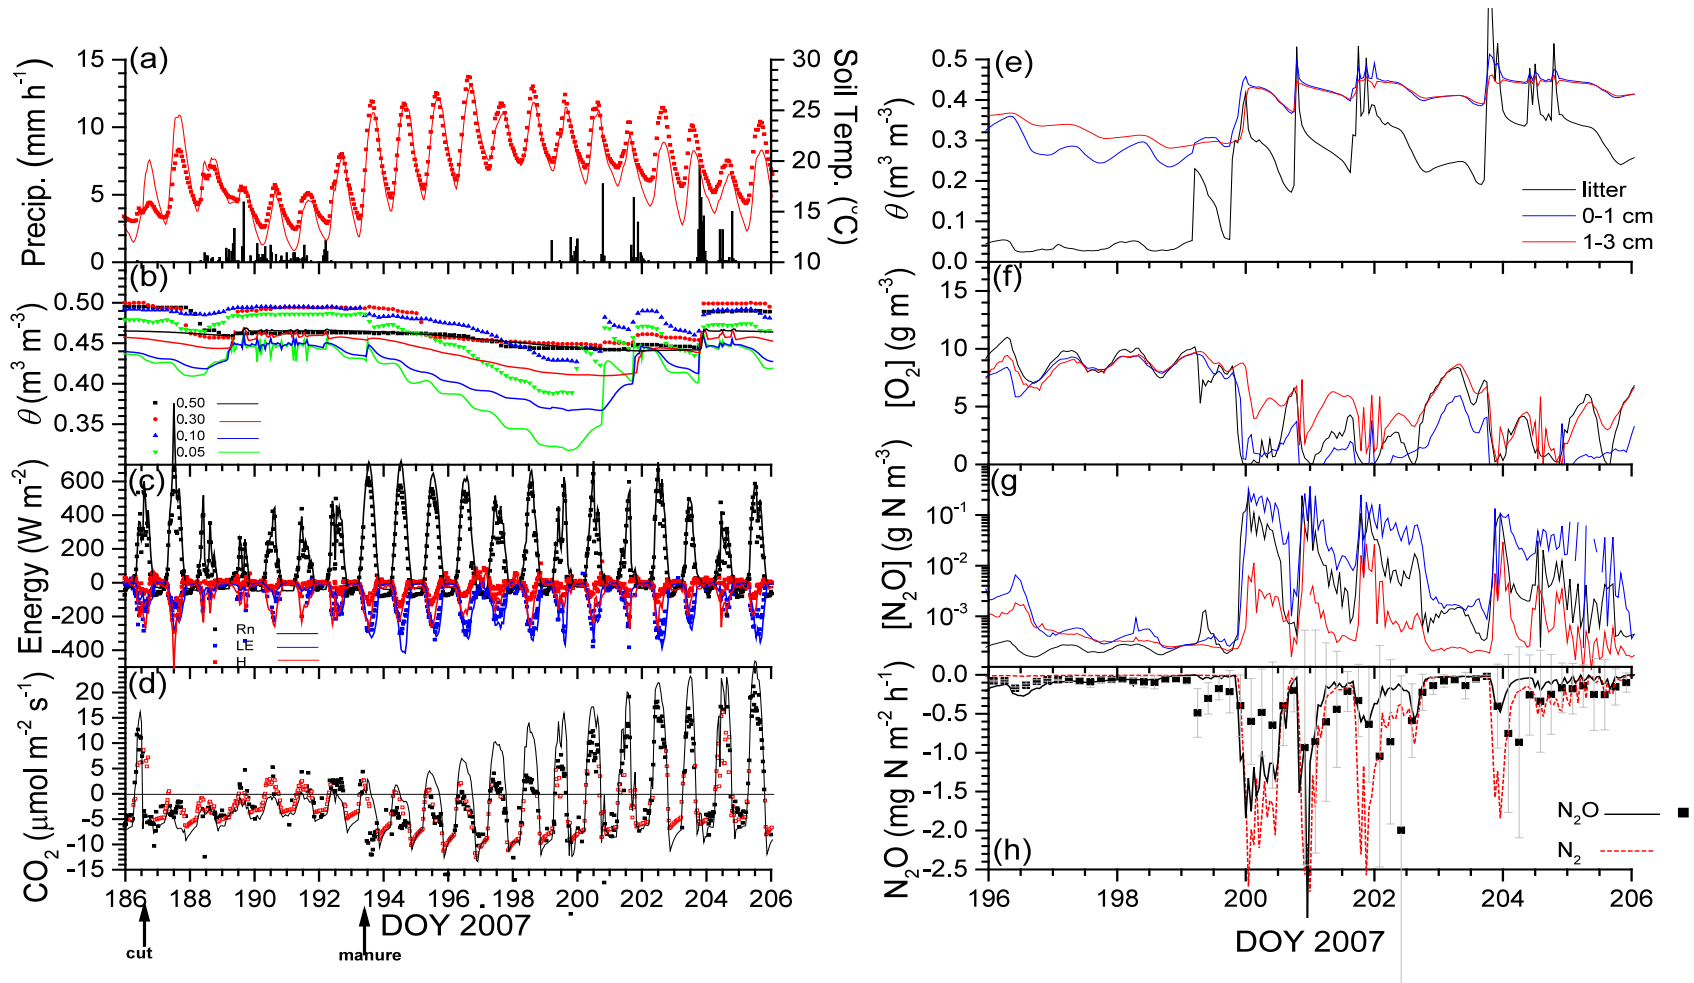 (a)
15
10
5
0
Precip. (mm h-1)
30
25
20
15
10
Soil Temp. (°C)
(b)
0.50
0.45
0.40
0.35
θ (m3 m-3)
0.50
0.30
0.10
0.05
(c)
600
400
200
0
-200
-400
Energy (W m-2)
Rn
LE
H
(d)
20
15
10
5
0
-5
-10
-15
CO2 (μmol m-2 s-1)
186 188 190 192 194 196 198 200 202 204 206
DOY 2007
cut
manure
(e)
0.5
0.4
0.3
0.2
0.1
0.0
θ (m3 m-3)
litter
0-1 cm
1-3 cm
(f)
15
10
5
0
[O2] (g m-3)
(g)
10-1
10-2
10-3
[N2O] (g N m-3)
0.0
-0.5
-1.0
-1.5
-2.0
-2.5
N2O (mg N m-2 h-1)
(h)
N2O
N2
196 198 200 202 204 206
DOY 2007